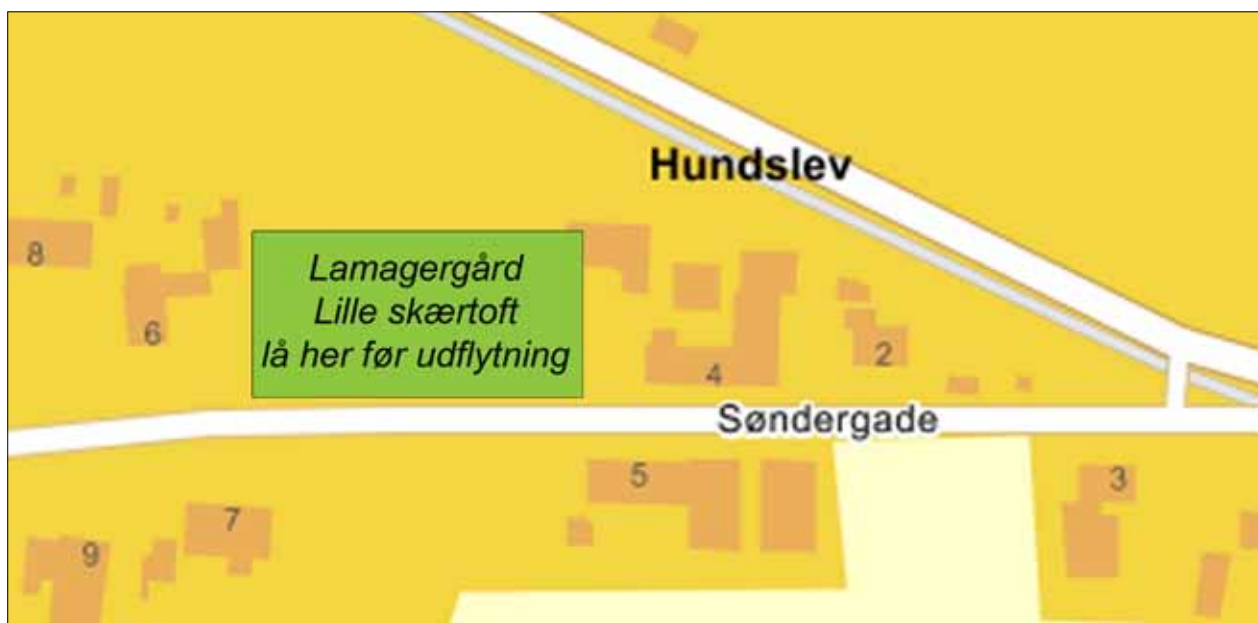 Hundslev
8
Lamagergård
Lille skærtoft
lå her før udflytning
6
4
2
Søndergade
5
3
7
9